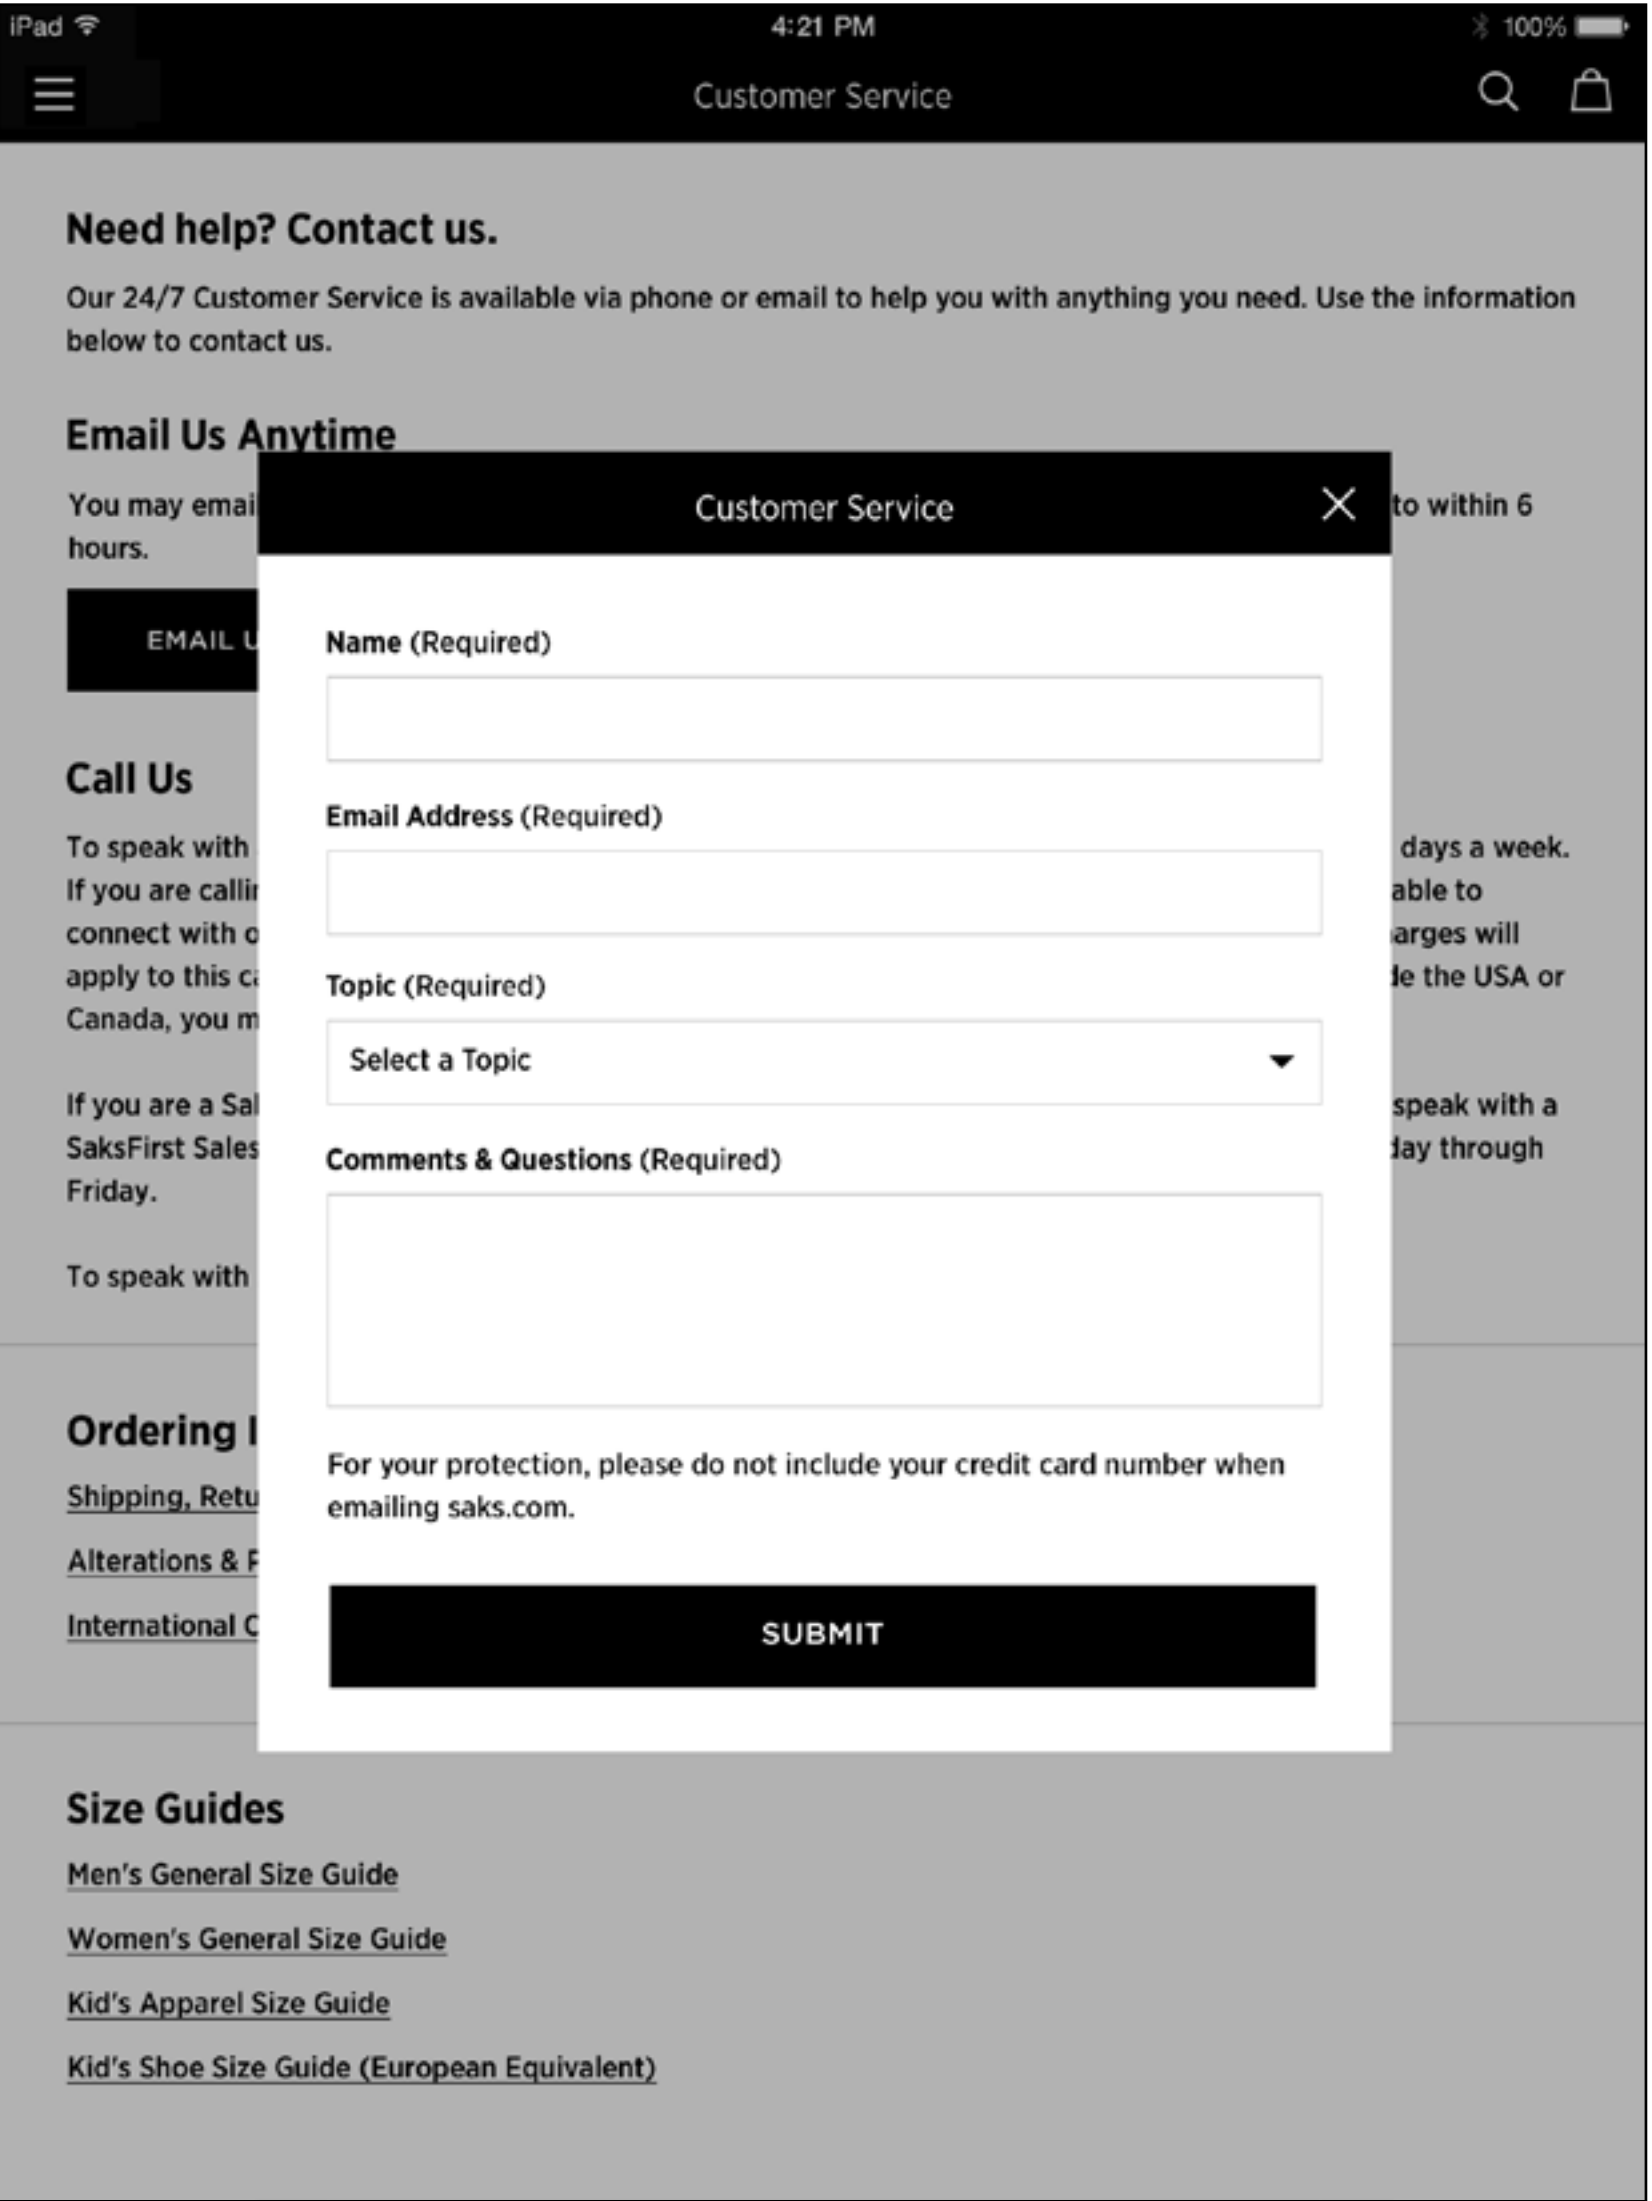 iPad 4:21 PM 100%
Customer Service
Need help? Contact us.
Our 24/7 Customer Service is available via phone or email to help you with anything you need. Use the information
below to contact us.
Email Us Anytime
You may to within 6
hours.
EMAIL
Call Us
To speak with days a week.
If you are able to
connect with will
apply to this the USA or
Canada, you
If you are a speak with a
SaksFirst Sales through
Friday.
To speak with
Ordering
Shipping,
Alterations &
International
Customer Service
Name (Required)
Email Address (Required)
Topic (Required)
Select a Topic
Comments & Questions (Required)
For your protection, please do not include your credit card number when
emailing saks.com.
SUBMIT
Size Guides
Men's General Size Guide
Women's General Size Guide
Kid's Apparel Size Guide
Kid's Shoe Size Guide (European Equivalent)